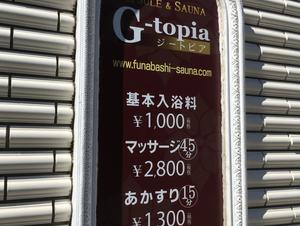 & SAUNA
G-topia
ジートピア
www.funabashi-sauna.com
基本入浴料
¥1,000
マッサージ45分
¥2,800
あかすり15分
¥1,300